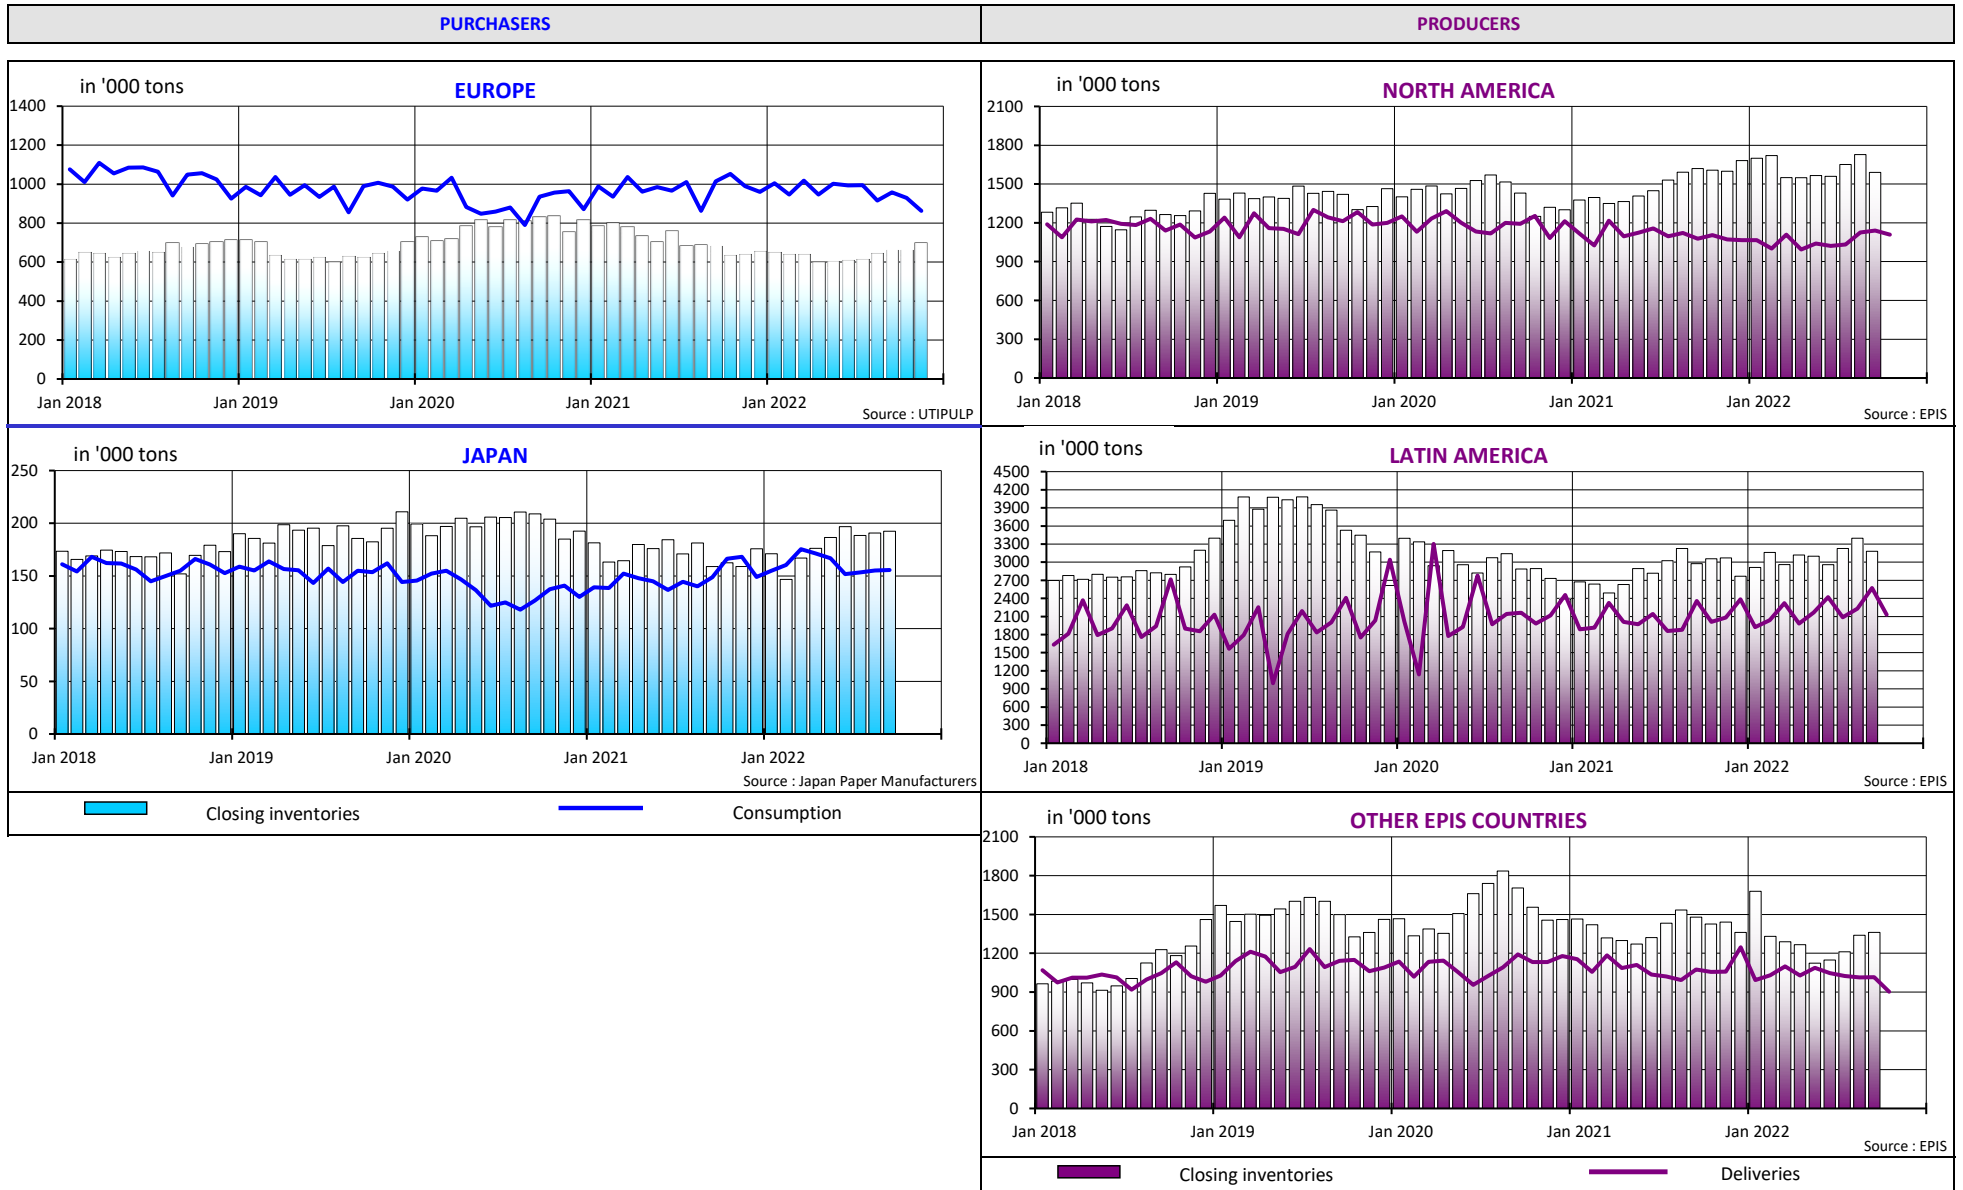 PURCHASERS
PRODUCERS
in '000 tons
EUROPE
1400
1200
1000
800
600
400
200
0
Jan 2018 Jan 2019 Jan 2020 Jan 2021 Jan 2022
Source : UTIPULP
in '000 tons
NORTH AMERICA
2100
1800
1500
1200
900
600
300
0
Jan 2018 Jan 2019 Jan 2020 Jan 2021 Jan 2022
Source : EPIS
in '000 tons
JAPAN
250
200
150
100
50
0
Jan 2018 Jan 2019 Jan 2020 Jan 2021 Jan 2022
Source : Japan Paper Manufacturers
Closing inventories Consumption
in '000 tons
LATIN AMERICA
4500
4200
3900
3600
3300
3000
2700
2400
2100
1800
1500
1200
900
600
300
0
Jan 2018 Jan 2019 Jan 2020 Jan 2021 Jan 2022
Source : EPIS
in '000 tons
OTHER EPIS COUNTRIES
2100
1800
1500
1200
900
600
300
0
Jan 2018 Jan 2019 Jan 2020 Jan 2021 Jan 2022
Source : EPIS
Closing inventories Deliveries